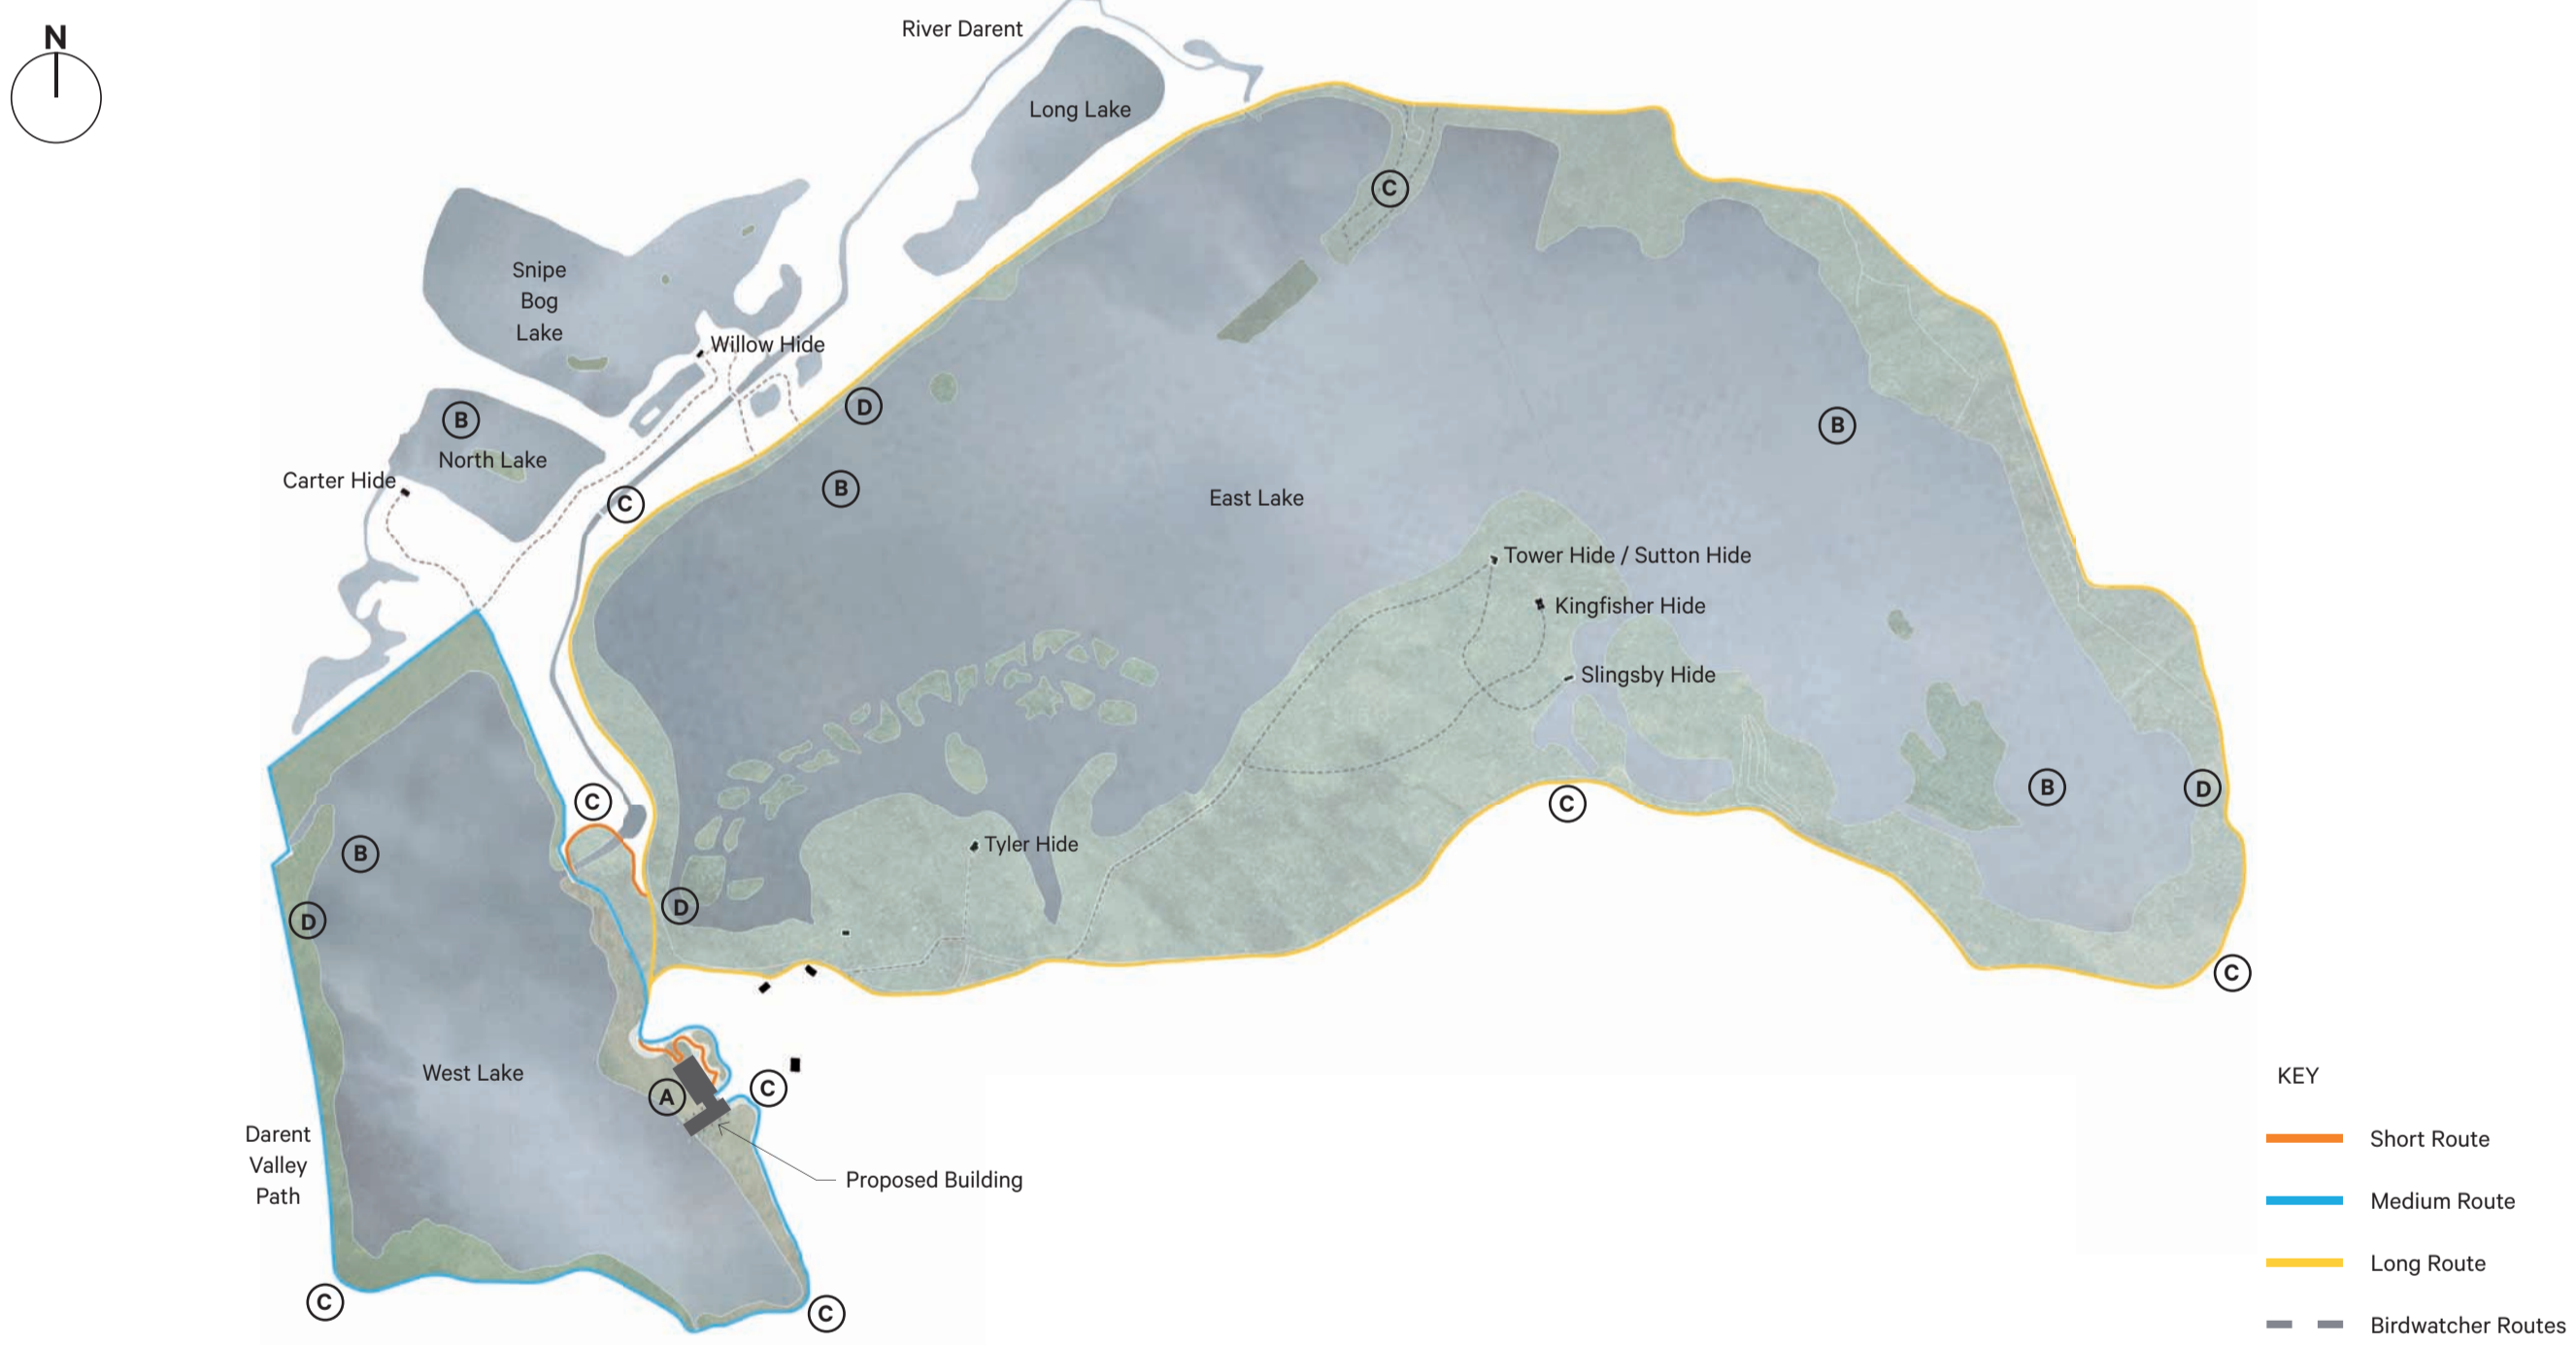 N
River Darent
Long Lake
C
Snipe
Bog
Lake
Willow Hide
D
B
North Lake
B
Carter Hide
C
B
East Lake
Tower Hide / Sutton Hide
Kingfisher Hide
Slingsby Hide
C
C
B
D
Tyler Hide
B
D
D
C
West Lake
A
C
KEY
Darent
Valley
Path
Proposed Building
Short Route
Medium Route
Long Route
C
C
Birdwatcher Routes